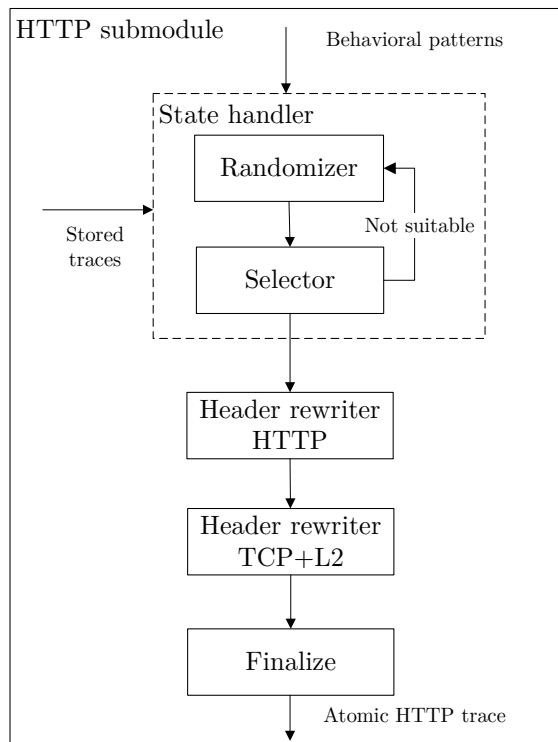 HTTP submodule
Behavioral patterns
State handler
Randomizer
Not suitable
Stored
traces
Selector
Header rewriter
HTTP
Header rewriter
TCP+L2
Finalize
Atomic HTTP trace